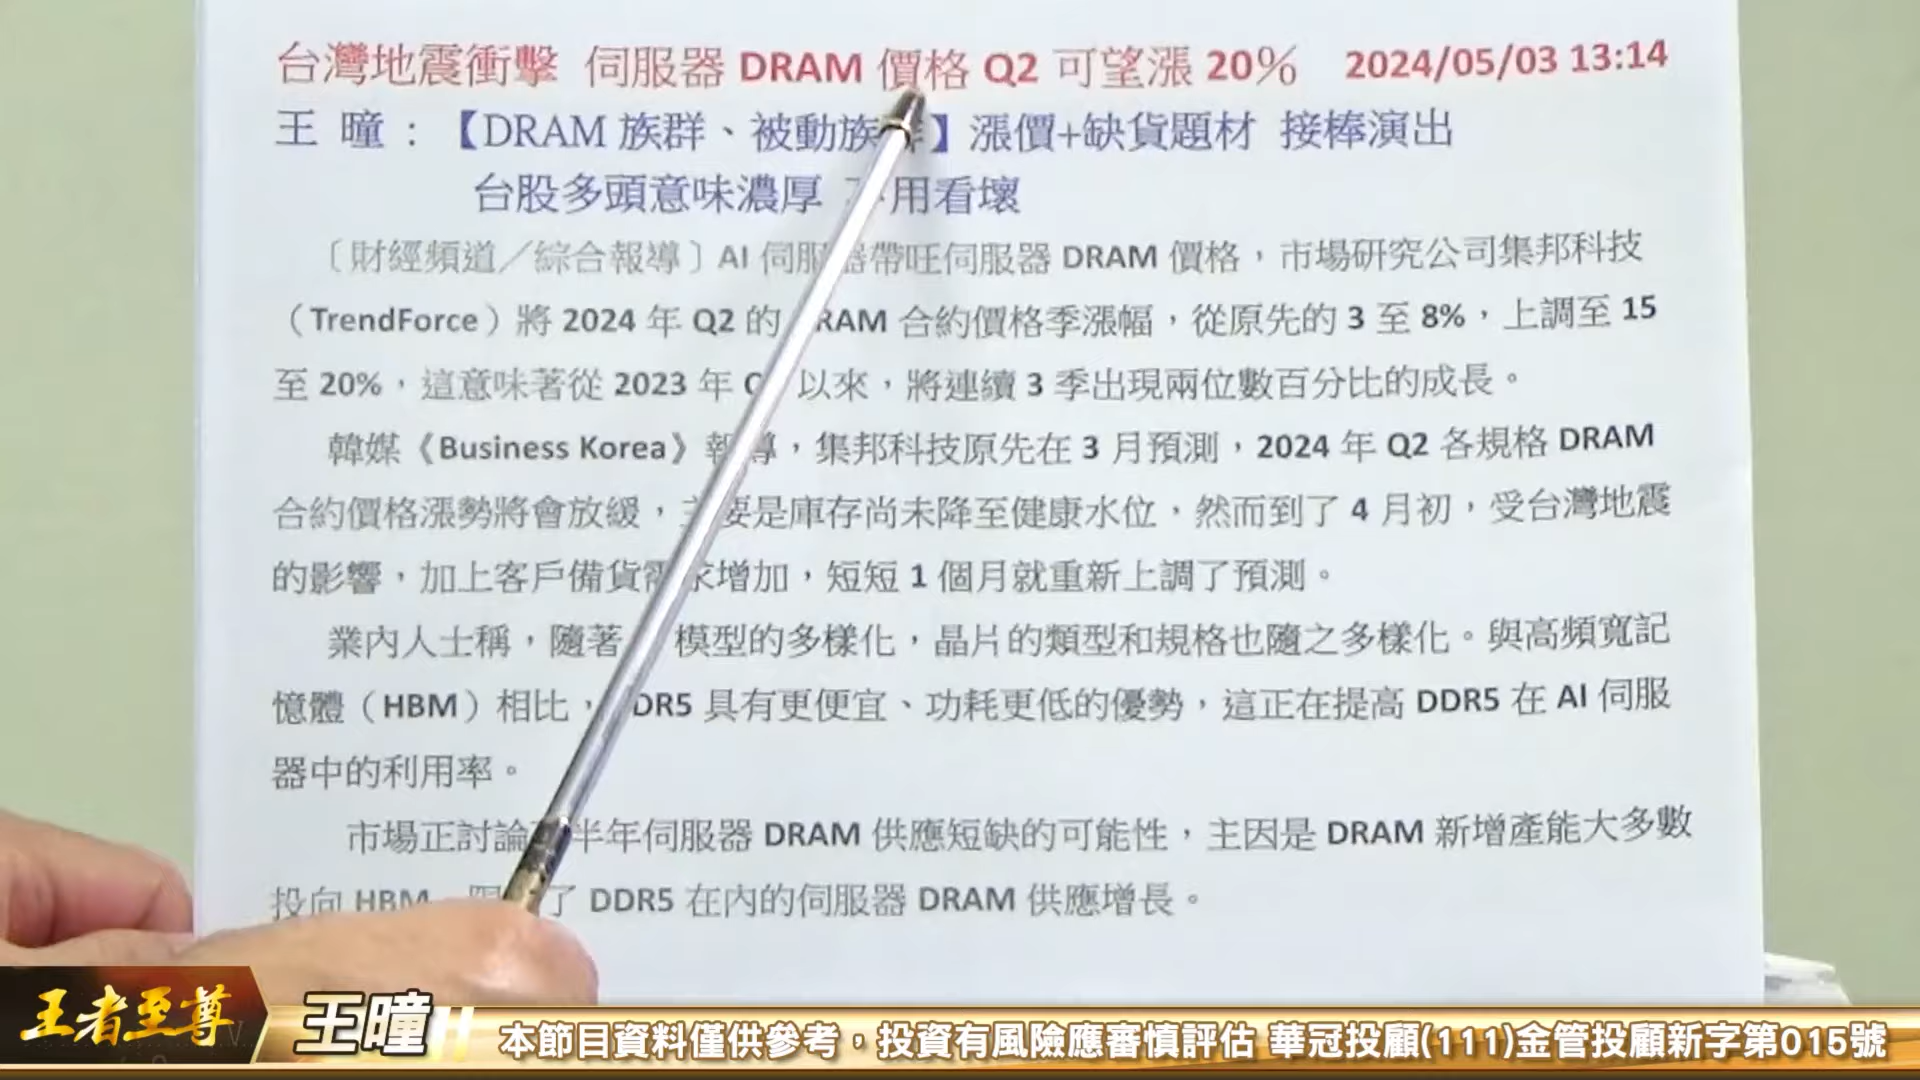 台灣地震衝擊 伺服器 DRAM 價格 Q2 可望漲 20% 2024/05/03 13:14
王 曈：【DRAM 族群、被動族群】漲價+缺貨題材 接棒演出
台股多頭意味濃厚 用看壞
〔財經頻道／綜合報導〕AI 伺服器帶旺伺服器 DRAM 價格，市場研究公司集邦科技
（TrendForce）將 2024 年 Q2 的 DRAM 合約價格季漲幅，從原先的 3 至 8%，上調至 15
至 20%，這意味著從 2023 年 以來，將連續 3 季出現兩位數百分比的成長。
韓媒《Business Korea》報導，集邦科技原先在 3 月預測，2024 年 Q2 各規格 DRAM
合約價格漲勢將會放緩，主要是庫存尚未降至健康水位，然而到了 4 月初，受台灣地震
的影響，加上客戶備貨需求增加，短短 1 個月就重新上調了預測。
業內人士稱，隨著 模型的多樣化，晶片的類型和規格也隨之多樣化。與高頻寬記
憶體（HBM）相比，DDR5 具有更便宜、功耗更低的優勢，這正在提高 DDR5 在 AI 伺服
器中的利用率。
市場正討論 半年伺服器 DRAM 供應短缺的可能性，主因是 DRAM 新增產能大多數
投向 HBM 了 DDR5 在內的伺服器 DRAM 供應增長。
王者至尊 王曈 本節目資料僅供參考，投資有風險應審慎評估 華冠投顧(111)金管投顧新字第015號